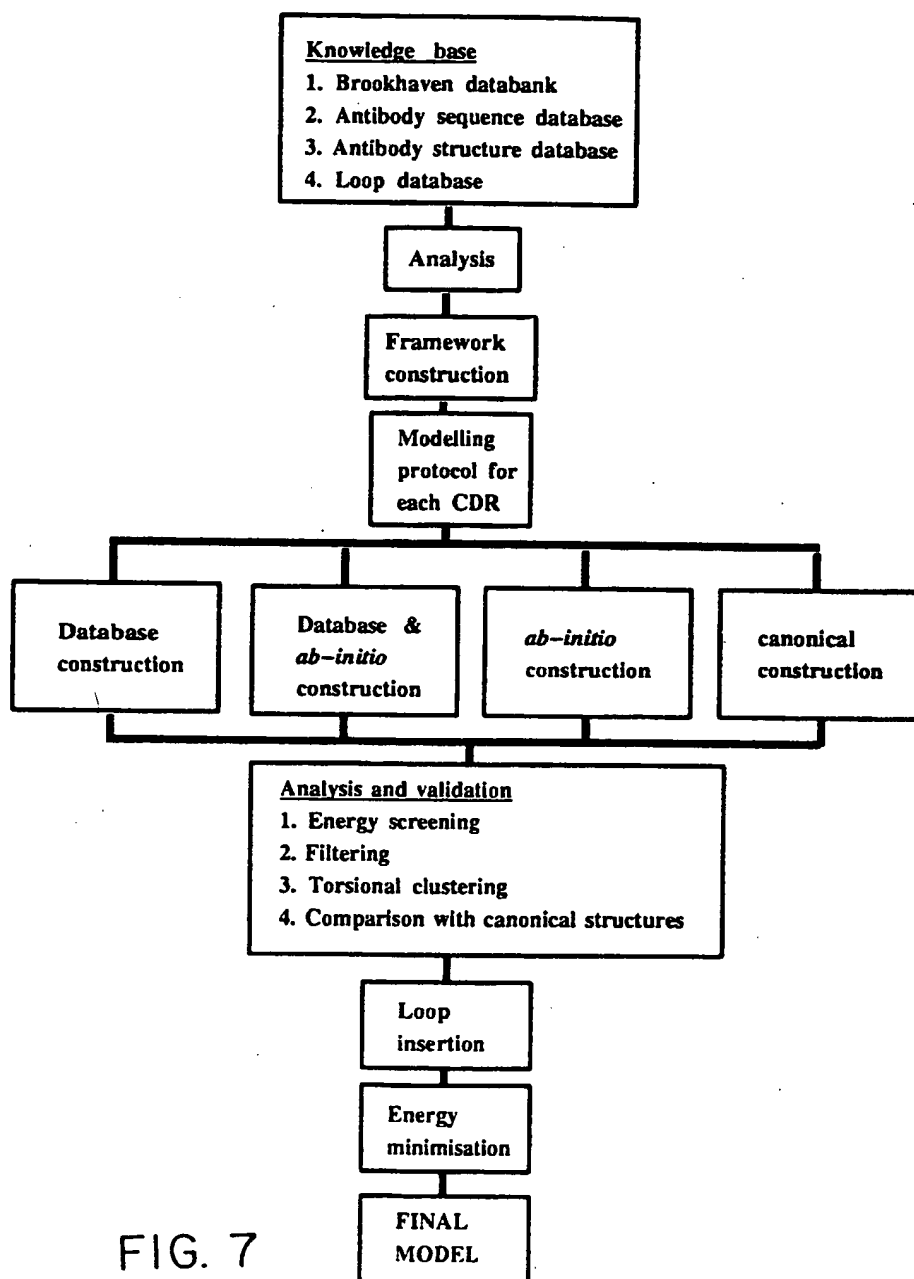 Knowledge base
1. Brookhaven databank
2. Antibody sequence database
3. Antibody structure database
4. Loop database
Analysis
Framework
construction
Modelling
protocol for
each CDR
Database
construction
Database &
ab-initio
construction
ab-initio
construction
canonical
construction
Analysis and validation
1. Energy screening
2. Filtering
3. Torsional clustering
4. Comparison with canonical structures
Loop
insertion
Energy
minimisation
FINAL
MODEL
FIG. 7